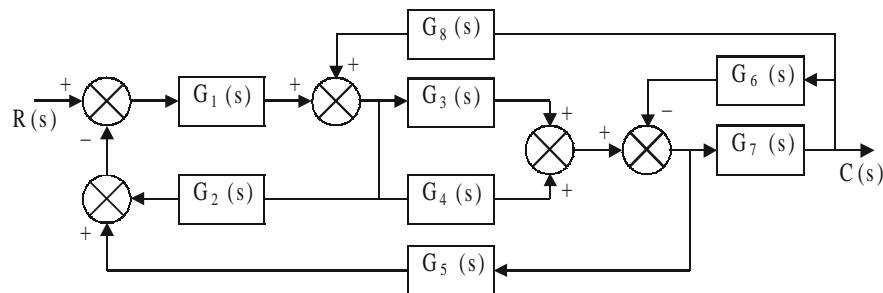 G8 (s)
G6 (s)
+
+
+
−
G1 (s)
+
G3 (s)
R(s)
+
+
−
G7 (s)
C(s)
G2 (s)
G4 (s)
+
+
G5 (s)